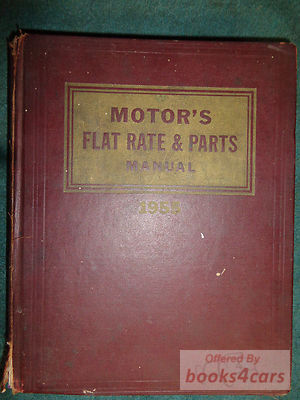 MOTOR'S
FLAT RATE & PARTS
MANUAL
Offered By
books4cars